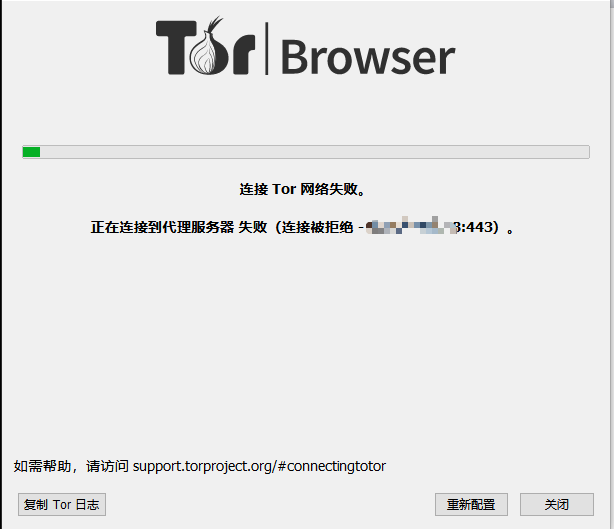 Tor Browser
连接 Tor 网络失败。
正在连接到代理服务器 失败（连接被拒绝 - 3:443）。
如需帮助，请访问 support.torproject.org/#connectingtotor
复制 Tor 日志
重新配置
关闭